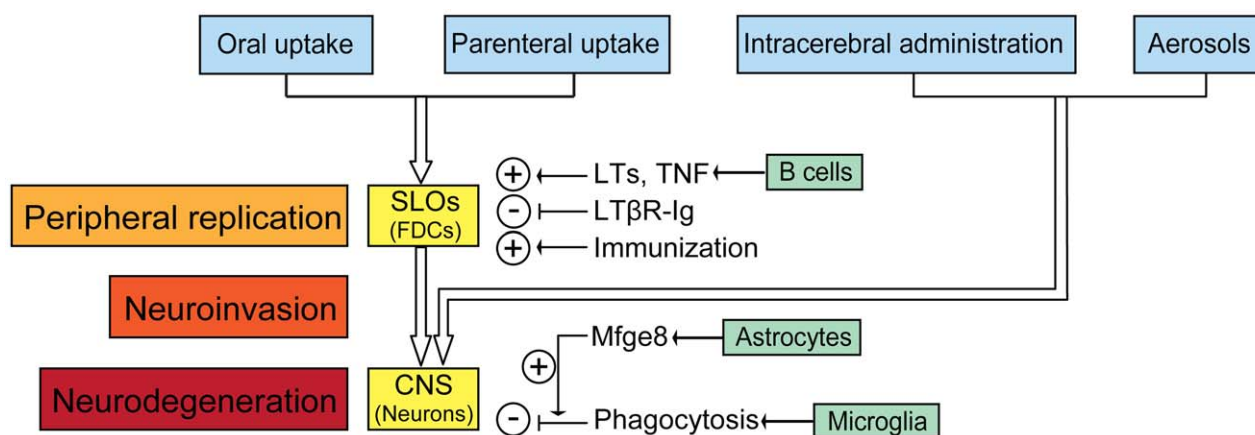 Oral uptake
Parenteral uptake
Intracerebral administration
Aerosols
Peripheral replication
SLOs
(FDCs)
+
LTs, TNF
B cells
-
LTβR-Ig
+
Immunization
Neuroinvasion
Mfge8
Astrocytes
+
Neurodegeneration
CNS
(Neurons)
-
Phagocytosis
Microglia